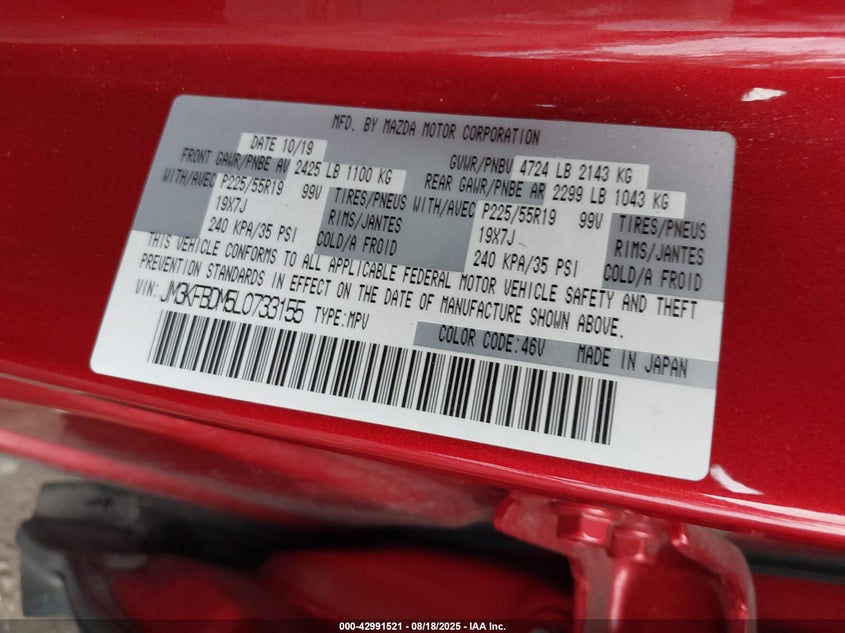 MFD. BY MAZDA MOTOR CORPORATION
DATE 10/19 GVWR/PNBV 4724 LB 2143 KG
FRONT GAWR/PNBE AV 2425 LB 1100 KG REAR GAWR/PNBE AR 2299 LB 1043 KG
WITH/AVEC P225/55R19 99V TIRES/PNEUS WITH/AVEC P225/55R19 99V TIRES/PNEUS
19X7J RIMS/JANTES 19X7J RIMS/JANTES
240 KPA/35 PSI COLD/A FROID 240 KPA/35 PSI COLD/A FROID
THIS VEHICLE CONFORMS TO ALL APPLICABLE FEDERAL MOTOR VEHICLE SAFETY AND THEFT
PREVENTION STANDARDS IN EFFECT ON THE DATE OF MANUFACTURE SHOWN ABOVE.
VIN: JM3KFBDM5L0733155 TYPE:MPV
COLOR CODE:46V MADE IN JAPAN
000-42991521 - 08/18/2025 - IAA Inc.